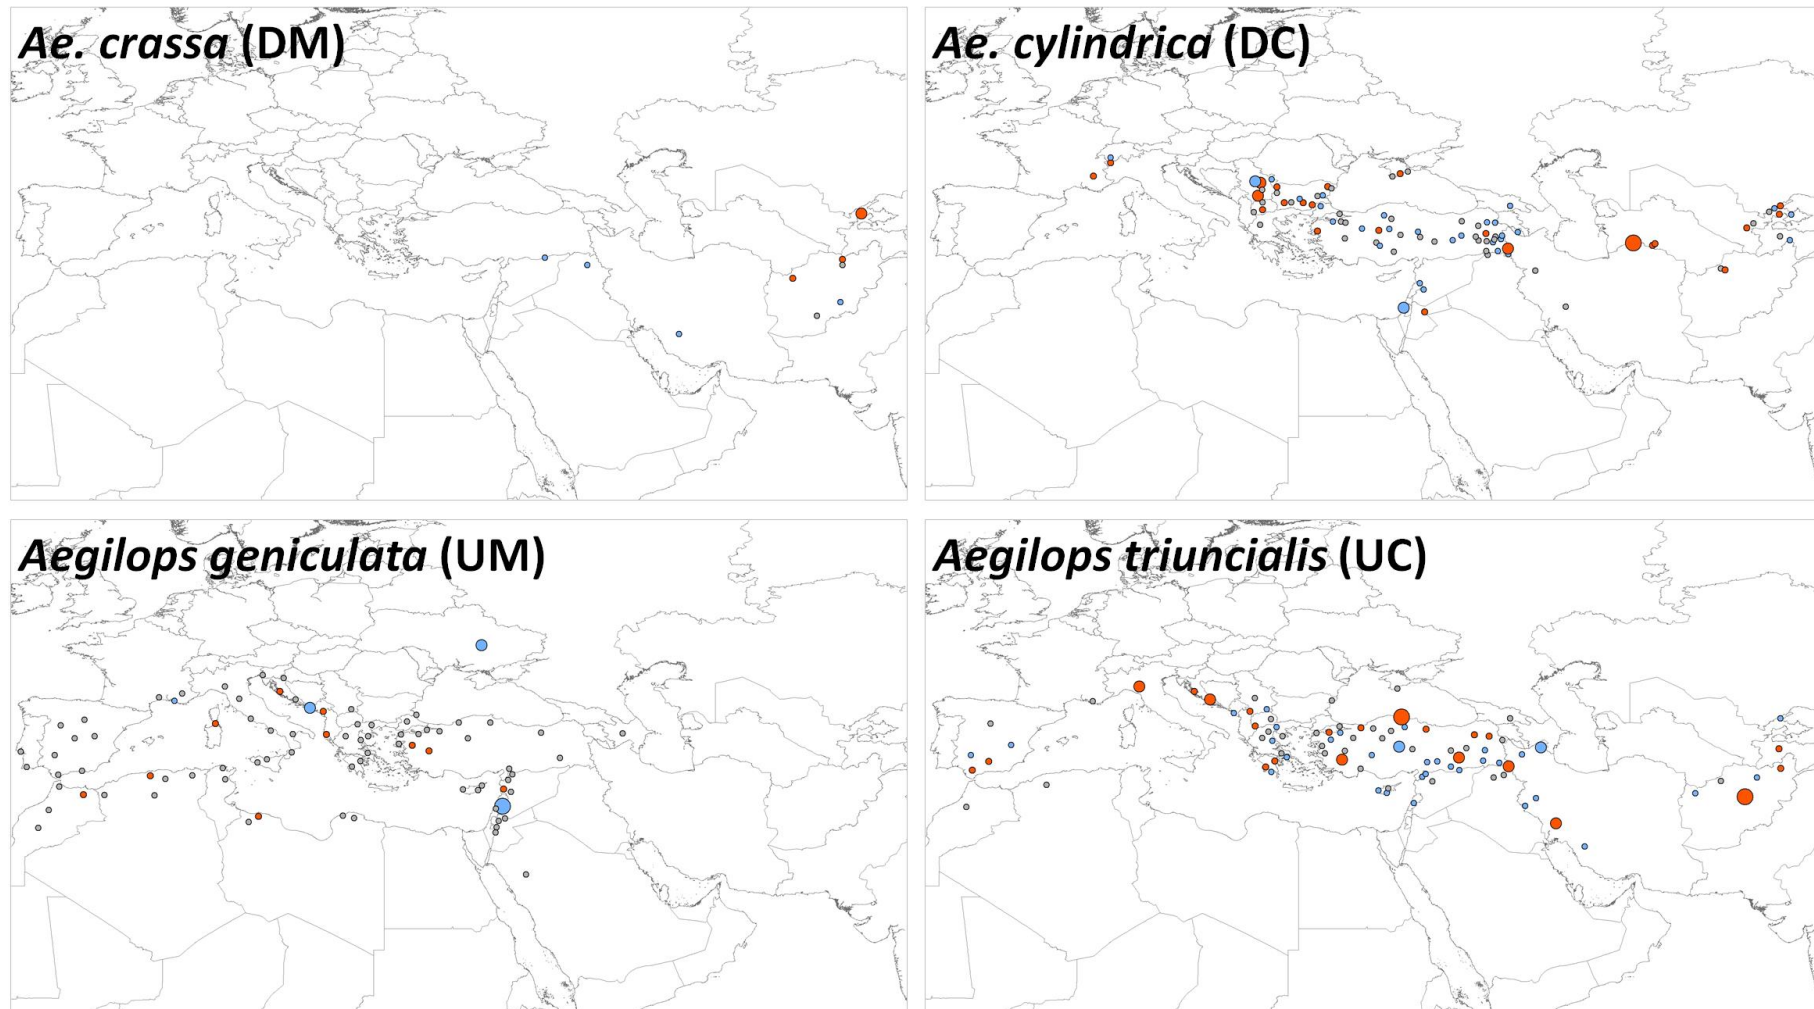 Ae. crassa (DM)
Ae. cylindrica (DC)
Aegilops geniculata (UM)
Aegilops triuncialis (UC)